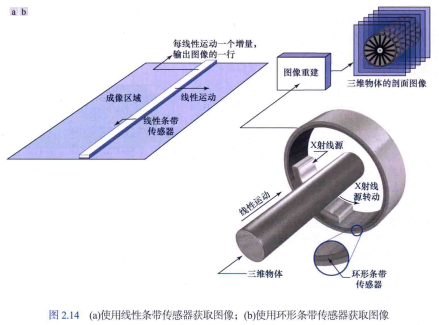 a b
每线性运动一个增量，
输出图像的一行
成像区域
线性运动
线性条带
传感器
图像重建
三维物体的剖面图像
X射线源
X射线
源转动
线性运动
三维物体
环形条带
传感器
图 2.14 (a)使用线性条带传感器获取图像；(b)使用环形条带传感器获取图像